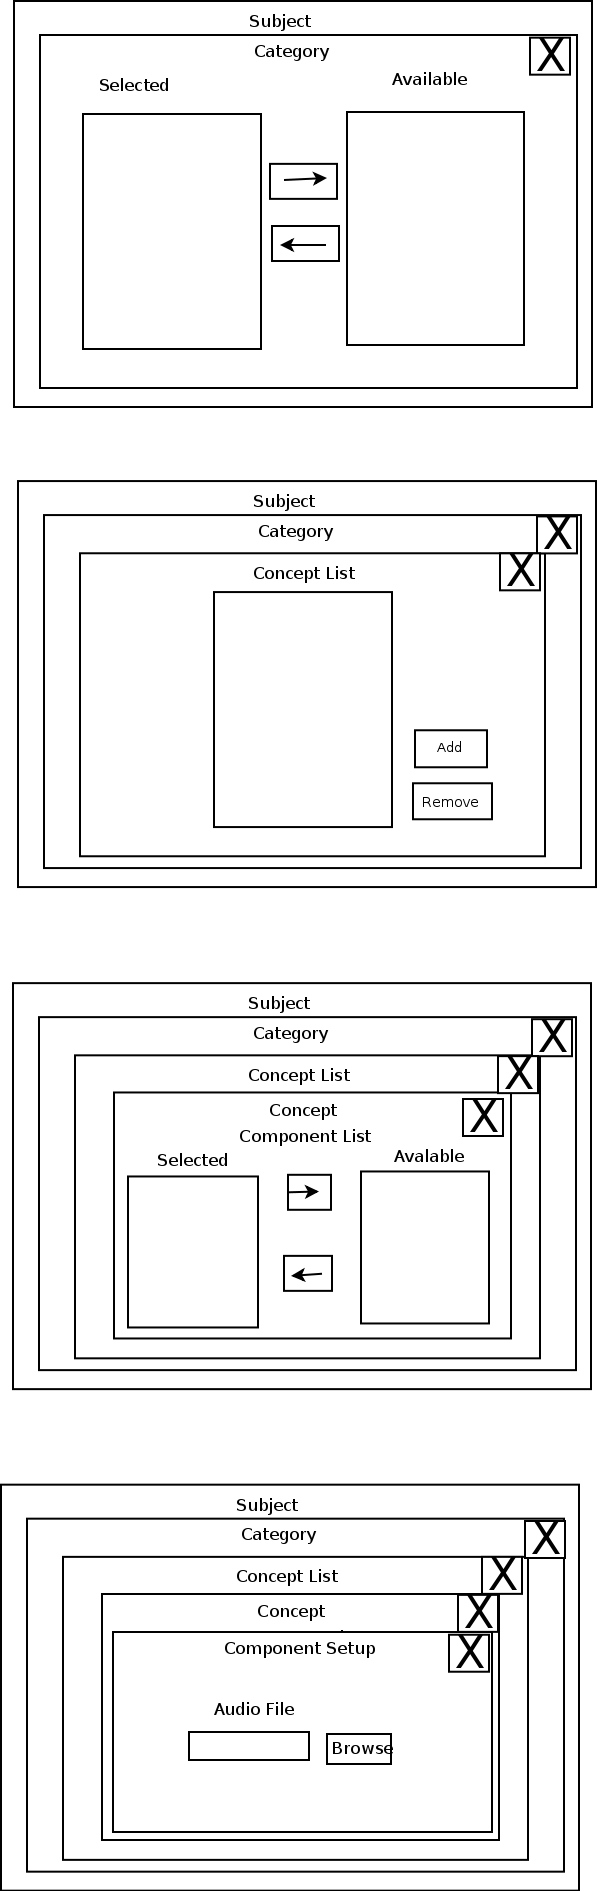 Subject
Category
X
Selected
Available
Subject
Category
X
Concept List
X
Add
Remove
Subject
Category
X
Concept List
X
Concept
X
Component List
Selected
Avalable
Subject
Category
X
Concept List
X
Concept
X
Component Setup
X
Audio File
Browse